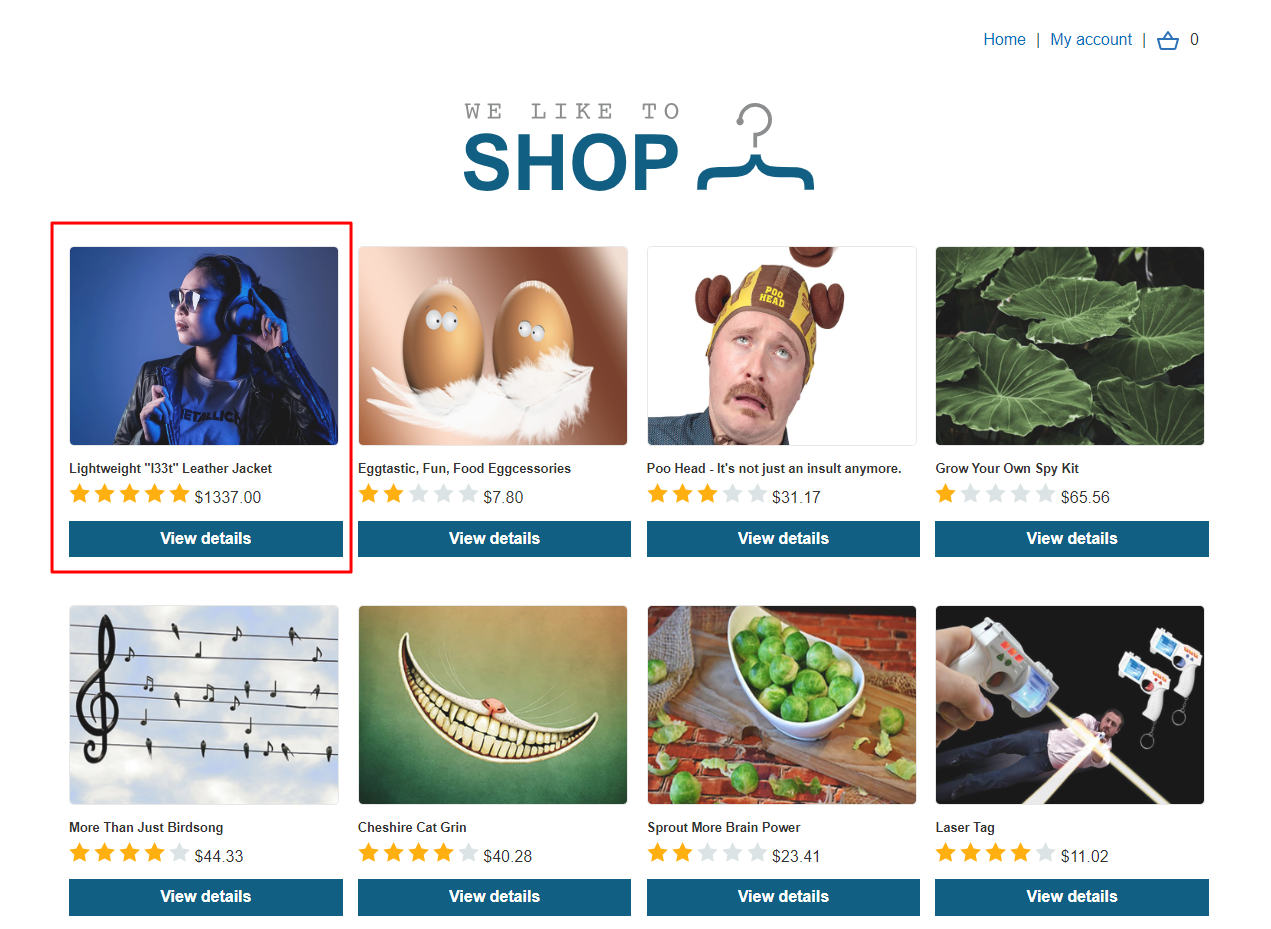 Home | My account | 0
WE LIKE TO
SHOP
METALLICA
POO
HEAD
Lightweight "l33t" Leather Jacket
$1337.00
View details
Eggtastic, Fun, Food Eggcessories
$7.80
View details
Poo Head - It's not just an insult anymore.
$31.17
View details
Grow Your Own Spy Kit
$65.56
View details
More Than Just Birdsong
$44.33
View details
Cheshire Cat Grin
$40.28
View details
Sprout More Brain Power
$23.41
View details
Laser Tag
$11.02
View details